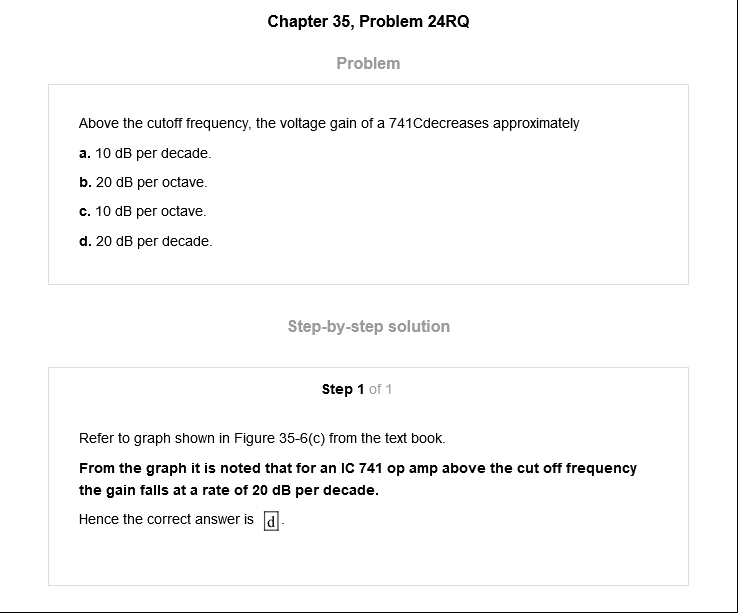 Chapter 35, Problem 24RQ
Problem
Above the cutoff frequency, the voltage gain of a 741Cdecreases approximately
a. 10 dB per decade.
b. 20 dB per octave.
c. 10 dB per octave.
d. 20 dB per decade.
Step-by-step solution
Step 1 of 1
Refer to graph shown in Figure 35-6(c) from the text book.
From the graph it is noted that for an IC 741 op amp above the cut off frequency
the gain falls at a rate of 20 dB per decade.
Hence the correct answer is d.